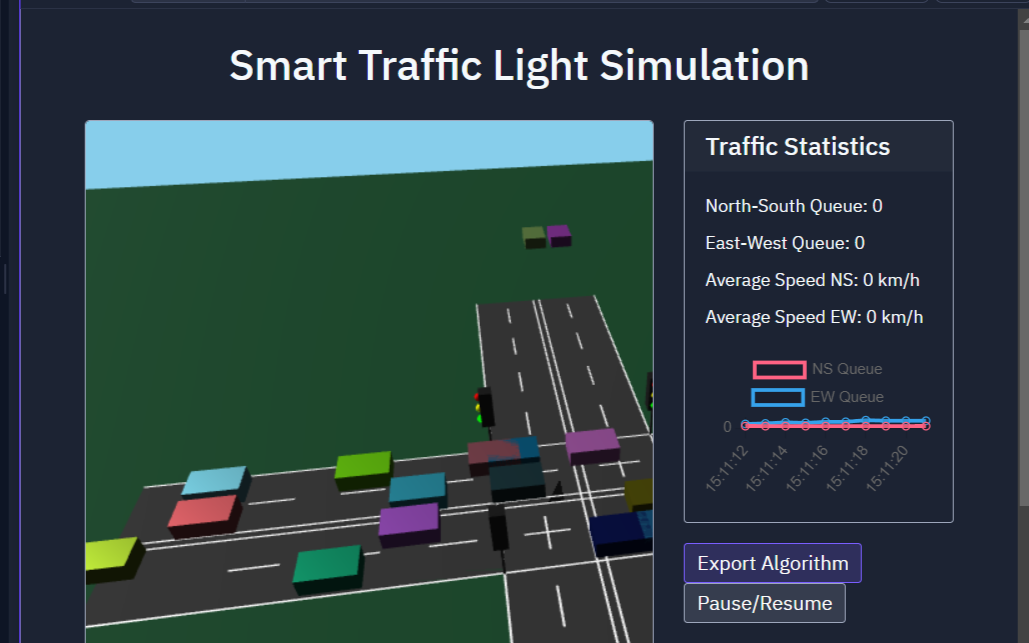 Smart Traffic Light Simulation
Traffic Statistics
North-South Queue: 0
East-West Queue: 0
Average Speed NS: 0 km/h
Average Speed EW: 0 km/h
NS Queue
EW Queue
0
15:11:12
15:11:14
15:11:16
15:11:18
15:11:20
Export Algorithm
Pause/Resume